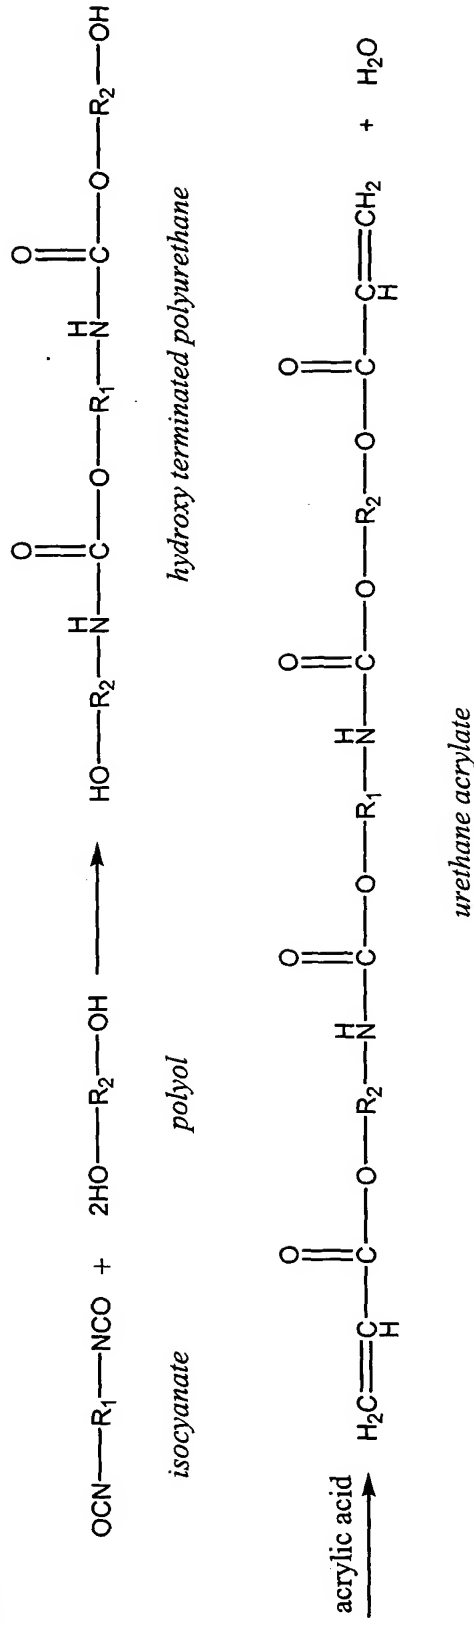 OCN—R1—NCO + 2HO—R2—OH → HO—R2—N(H)—C(=O)—O—R1—N(H)—C(=O)—O—R2—OH
isocyanate polyol hydroxy terminated polyurethane
acrylic acid → H2C=C(H)—C(=O)—O—R2—N(H)—C(=O)—O—R1—N(H)—C(=O)—O—R2—O—C(=O)—C(H)=CH2 + H2O
urethane acrylate